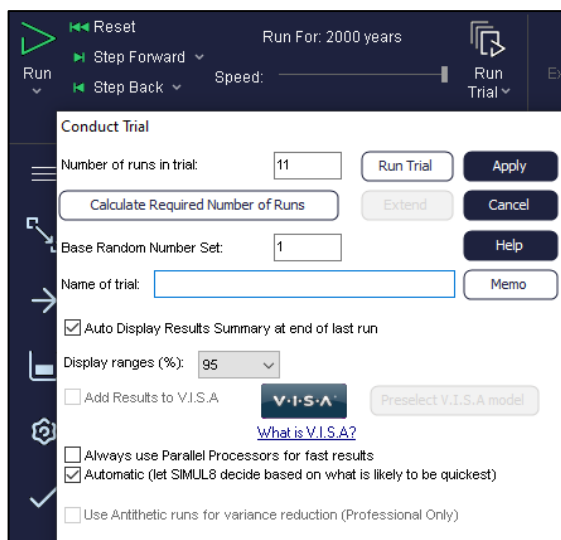 Reset
Run For: 2000 years
Step Forward
Run
Speed:
Run
Trial
Step Back
Conduct Trial
Number of runs in trial: 11 Run Trial Apply
Calculate Required Number of Runs Extend Cancel
Base Random Number Set: 1 Help
Name of trial: Memo
Auto Display Results Summary at end of last run
Display ranges (%): 95
Add Results to V.I.S.A V·I·S·A Preselect V.I.S.A model
What is V.I.S.A?
Always use Parallel Processors for fast results
Automatic (let SIMUL8 decide based on what is likely to be quickest)
Use Antithetic runs for variance reduction (Professional Only)